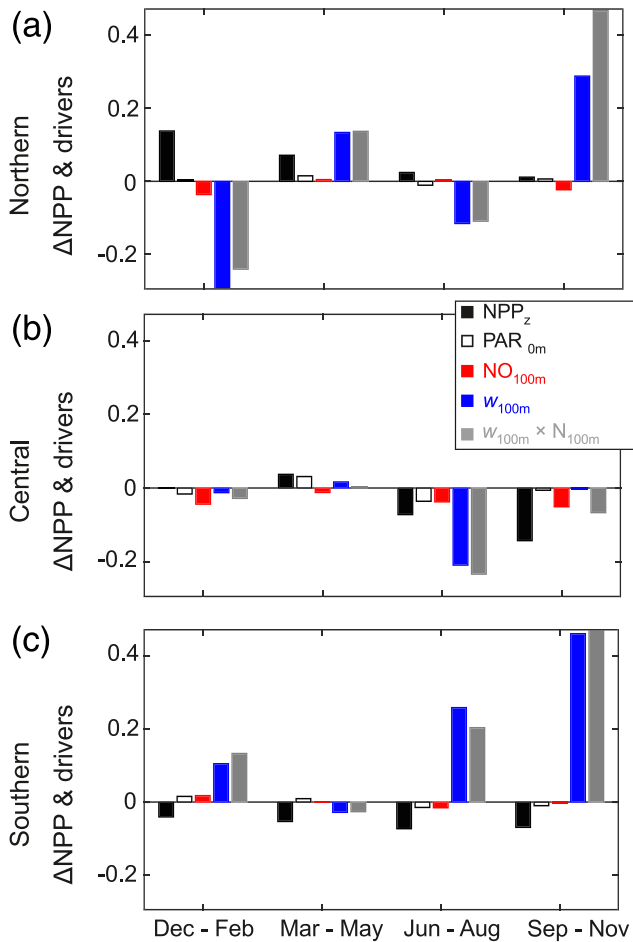 (a)
Northern
ΔNPP & drivers
0.4
0.2
0
-0.2
(b)
Central
ΔNPP & drivers
0.4
0.2
0
-0.2
NPPz
PAR 0m
NO100m
w100m
w100m × N100m
(c)
Southern
ΔNPP & drivers
0.4
0.2
0
-0.2
Dec - Feb Mar - May Jun - Aug Sep - Nov